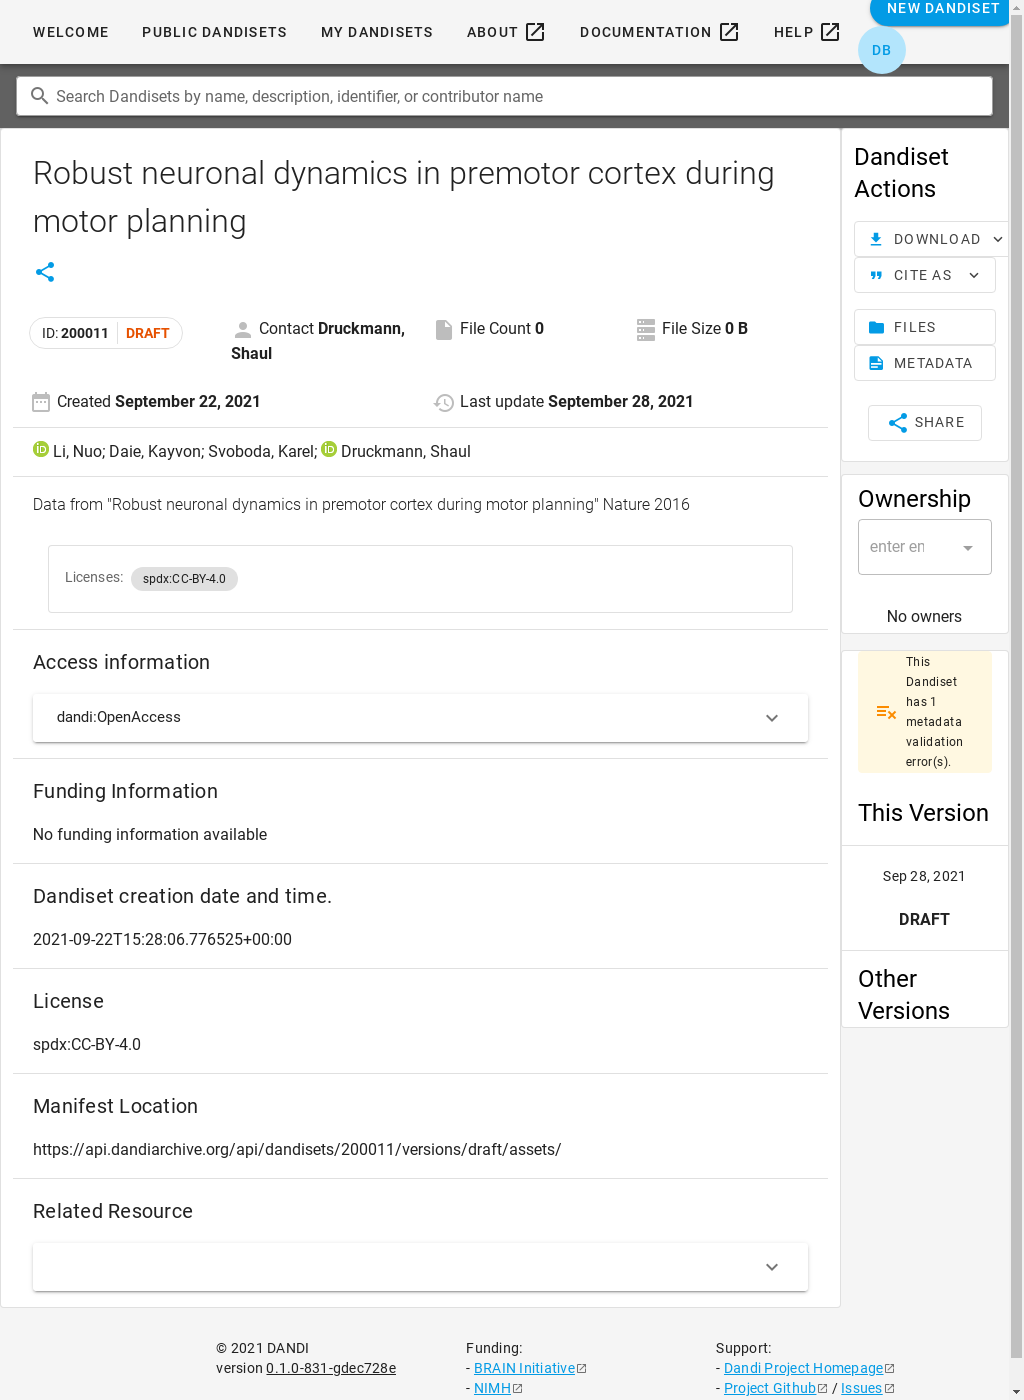 WELCOME PUBLIC DANDISETS MY DANDISETS ABOUT DOCUMENTATION HELP NEW DANDISET
DB
Search Dandisets by name, description, identifier, or contributor name
Robust neuronal dynamics in premotor cortex during
motor planning
ID: 200011 DRAFT
Contact Druckmann,
Shaul
File Count 0
File Size 0 B
Created September 22, 2021
Last update September 28, 2021
iD Li, Nuo; Daie, Kayvon; Svoboda, Karel; iD Druckmann, Shaul
Data from "Robust neuronal dynamics in premotor cortex during motor planning" Nature 2016
Licenses: spdx:CC-BY-4.0
Access information
dandi:OpenAccess
Funding Information
No funding information available
Dandiset creation date and time.
2021-09-22T15:28:06.776525+00:00
License
spdx:CC-BY-4.0
Manifest Location
https://api.dandiarchive.org/api/dandisets/200011/versions/draft/assets/
Related Resource
Dandiset
Actions
DOWNLOAD
CITE AS
FILES
METADATA
SHARE
Ownership
enter en
No owners
This
Dandiset
has 1
metadata
validation
error(s).
This Version
Sep 28, 2021
DRAFT
Other
Versions
© 2021 DANDI
version 0.1.0-831-gdec728e
Funding:
- BRAIN Initiative
- NIMH
Support:
- Dandi Project Homepage
- Project Github / Issues